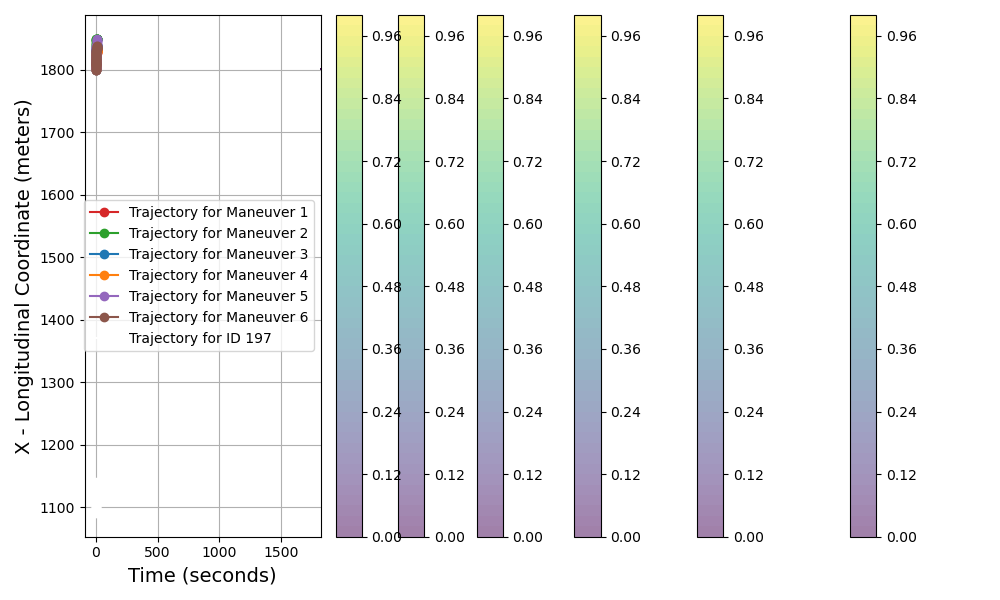 X - Longitudinal Coordinate (meters)
1800
1700
1600
1500
1400
1300
1200
1100
0 500 1000 1500
Time (seconds)
Trajectory for Maneuver 1
Trajectory for Maneuver 2
Trajectory for Maneuver 3
Trajectory for Maneuver 4
Trajectory for Maneuver 5
Trajectory for Maneuver 6
Trajectory for ID 197
0.96 0.96 0.96 0.96 0.96 0.96
0.84 0.84 0.84 0.84 0.84 0.84
0.72 0.72 0.72 0.72 0.72 0.72
0.60 0.60 0.60 0.60 0.60 0.60
0.48 0.48 0.48 0.48 0.48 0.48
0.36 0.36 0.36 0.36 0.36 0.36
0.24 0.24 0.24 0.24 0.24 0.24
0.12 0.12 0.12 0.12 0.12 0.12
0.00 0.00 0.00 0.00 0.00 0.00